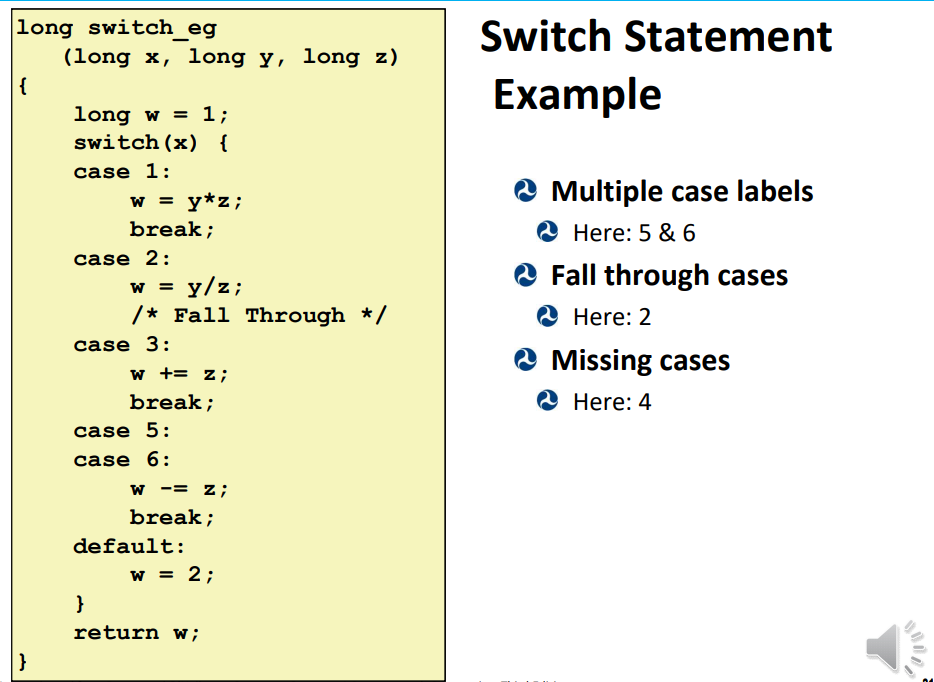 long switch_eg
(long x, long y, long z)
{
long w = 1;
switch(x) {
case 1:
w = y*z;
break;
case 2:
w = y/z;
/* Fall Through */
case 3:
w += z;
break;
case 5:
case 6:
w -= z;
break;
default:
w = 2;
}
return w;
}
Switch Statement
Example
Multiple case labels
Here: 5 & 6
Fall through cases
Here: 2
Missing cases
Here: 4